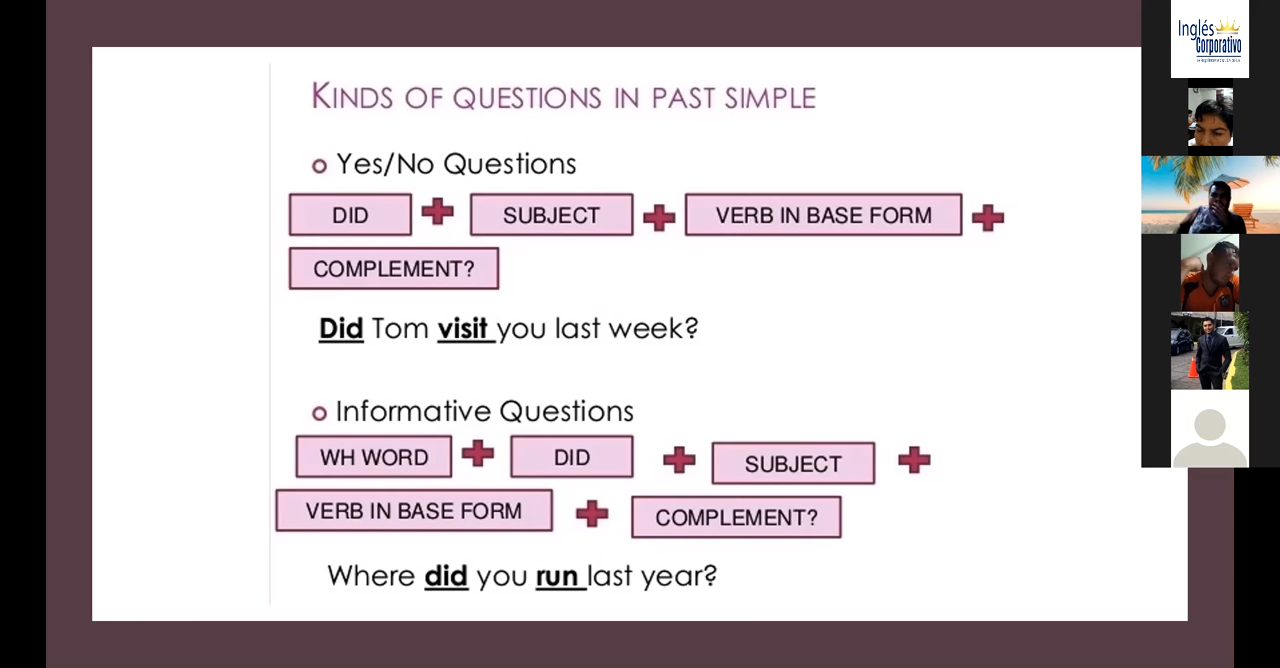 KINDS OF QUESTIONS IN PAST SIMPLE
Yes/No Questions
DID SUBJECT VERB IN BASE FORM
COMPLEMENT?
Did Tom visit you last week?
Informative Questions
WH WORD DID SUBJECT
VERB IN BASE FORM COMPLEMENT?
Where did you run last year?
Inglés
Corporativo